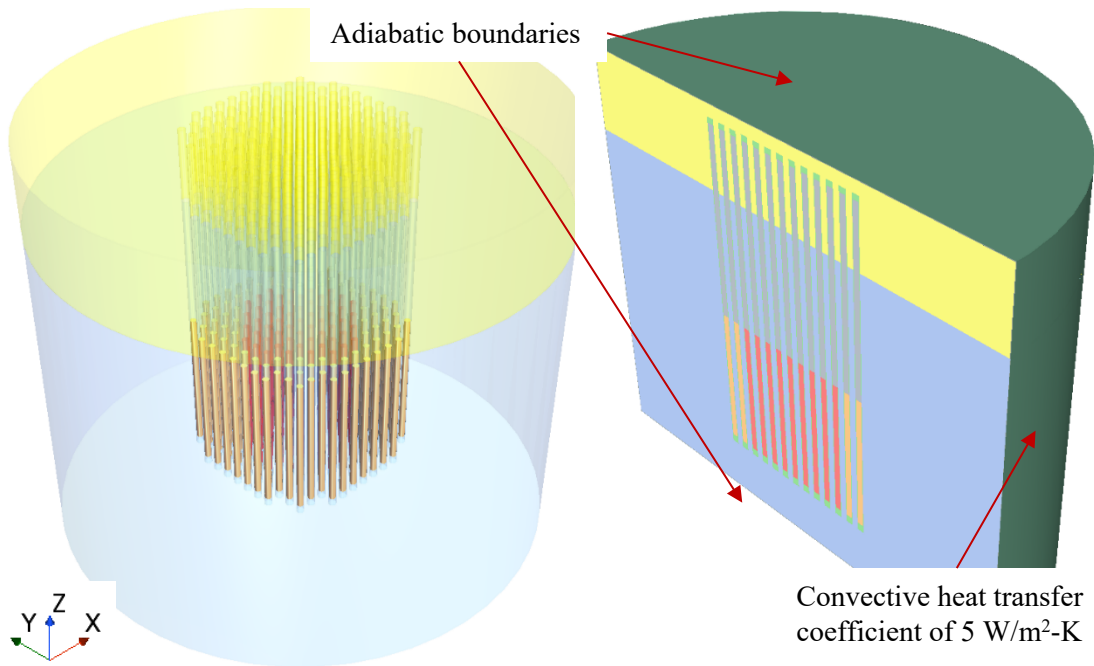 Adiabatic boundaries
Convective heat transfer
coefficient of 5 W/m²-K
Z
Y
X